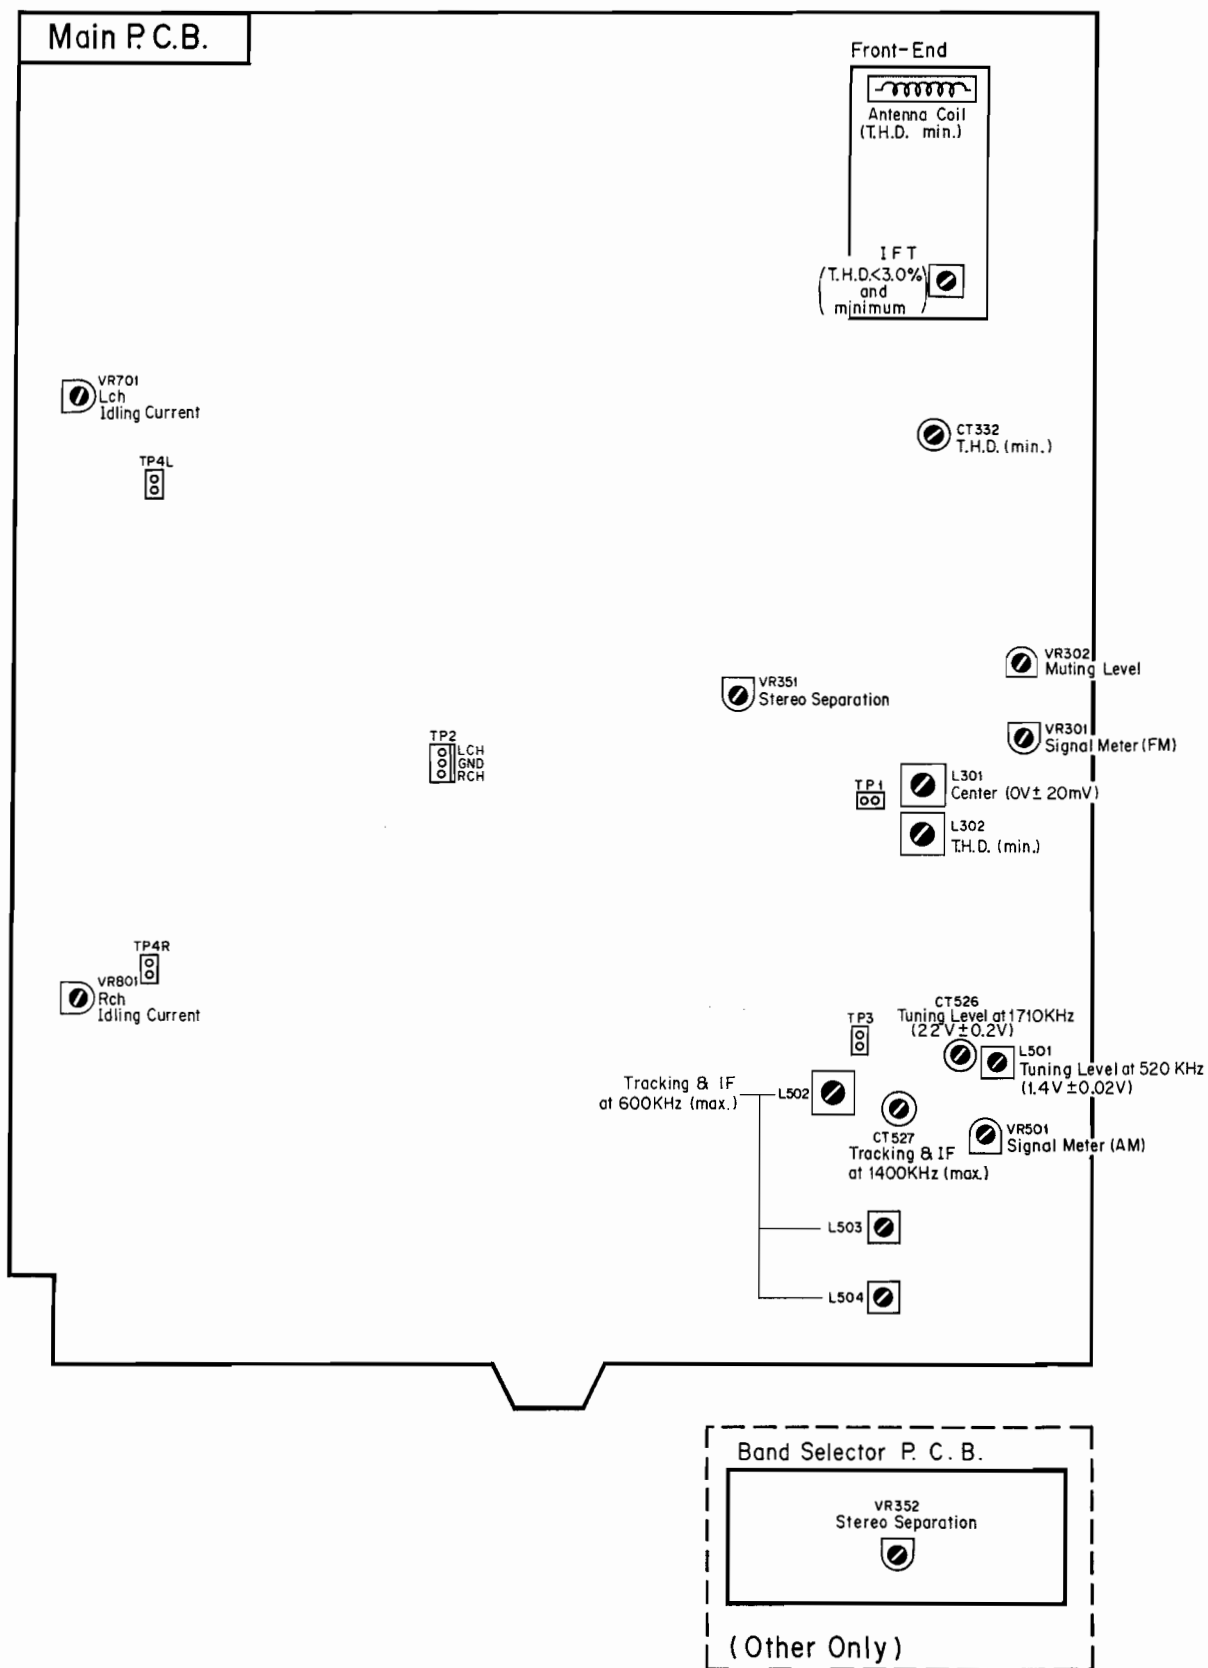 Main P.C.B.
Front-End
Antenna Coil
(T.H.D. min.)
IFT
(T.H.D.<3.0%
and
minimum)
VR701
Lch
Idling Current
TP4L
CT332
T.H.D. (min.)
VR302
Muting Level
VR351
Stereo Separation
VR301
Signal Meter (FM)
TP2
LCH
GND
RCH
TP1
L301
Center (0V± 20mV)
L302
T.H.D. (min.)
TP4R
VR801
Rch
Idling Current
TP3
CT526
Tuning Level at 1710KHz
(22V±0.2V)
L501
Tuning Level at 520 KHz
(1.4V±0.02V)
Tracking & IF
at 600KHz (max.)
L502
CT527
Tracking & IF
at 1400KHz (max.)
VR501
Signal Meter (AM)
L503
L504
Band Selector P.C.B.
VR352
Stereo Separation
(Other Only)